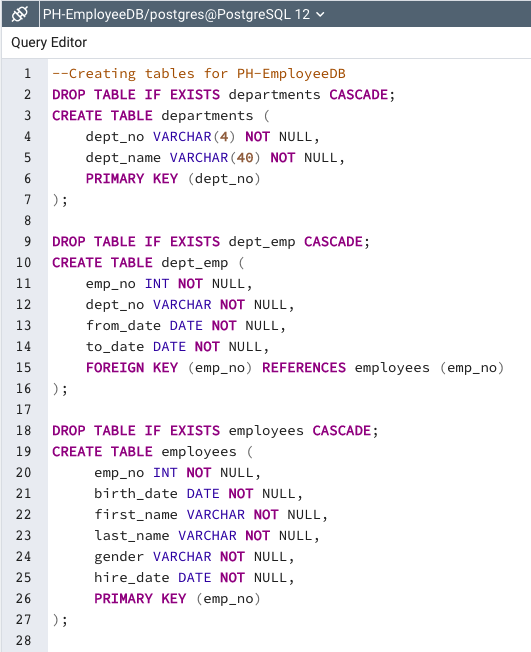 PH-EmployeeDB/postgres@PostgreSQL 12
Query Editor
1 --Creating tables for PH-EmployeeDB
2 DROP TABLE IF EXISTS departments CASCADE;
3 CREATE TABLE departments (
4     dept_no VARCHAR(4) NOT NULL,
5     dept_name VARCHAR(40) NOT NULL,
6     PRIMARY KEY (dept_no)
7 );
8
9 DROP TABLE IF EXISTS dept_emp CASCADE;
10 CREATE TABLE dept_emp (
11     emp_no INT NOT NULL,
12     dept_no VARCHAR NOT NULL,
13     from_date DATE NOT NULL,
14     to_date DATE NOT NULL,
15     FOREIGN KEY (emp_no) REFERENCES employees (emp_no)
16 );
17
18 DROP TABLE IF EXISTS employees CASCADE;
19 CREATE TABLE employees (
20      emp_no INT NOT NULL,
21      birth_date DATE NOT NULL,
22      first_name VARCHAR NOT NULL,
23      last_name VARCHAR NOT NULL,
24      gender VARCHAR NOT NULL,
25      hire_date DATE NOT NULL,
26      PRIMARY KEY (emp_no)
27 );
28